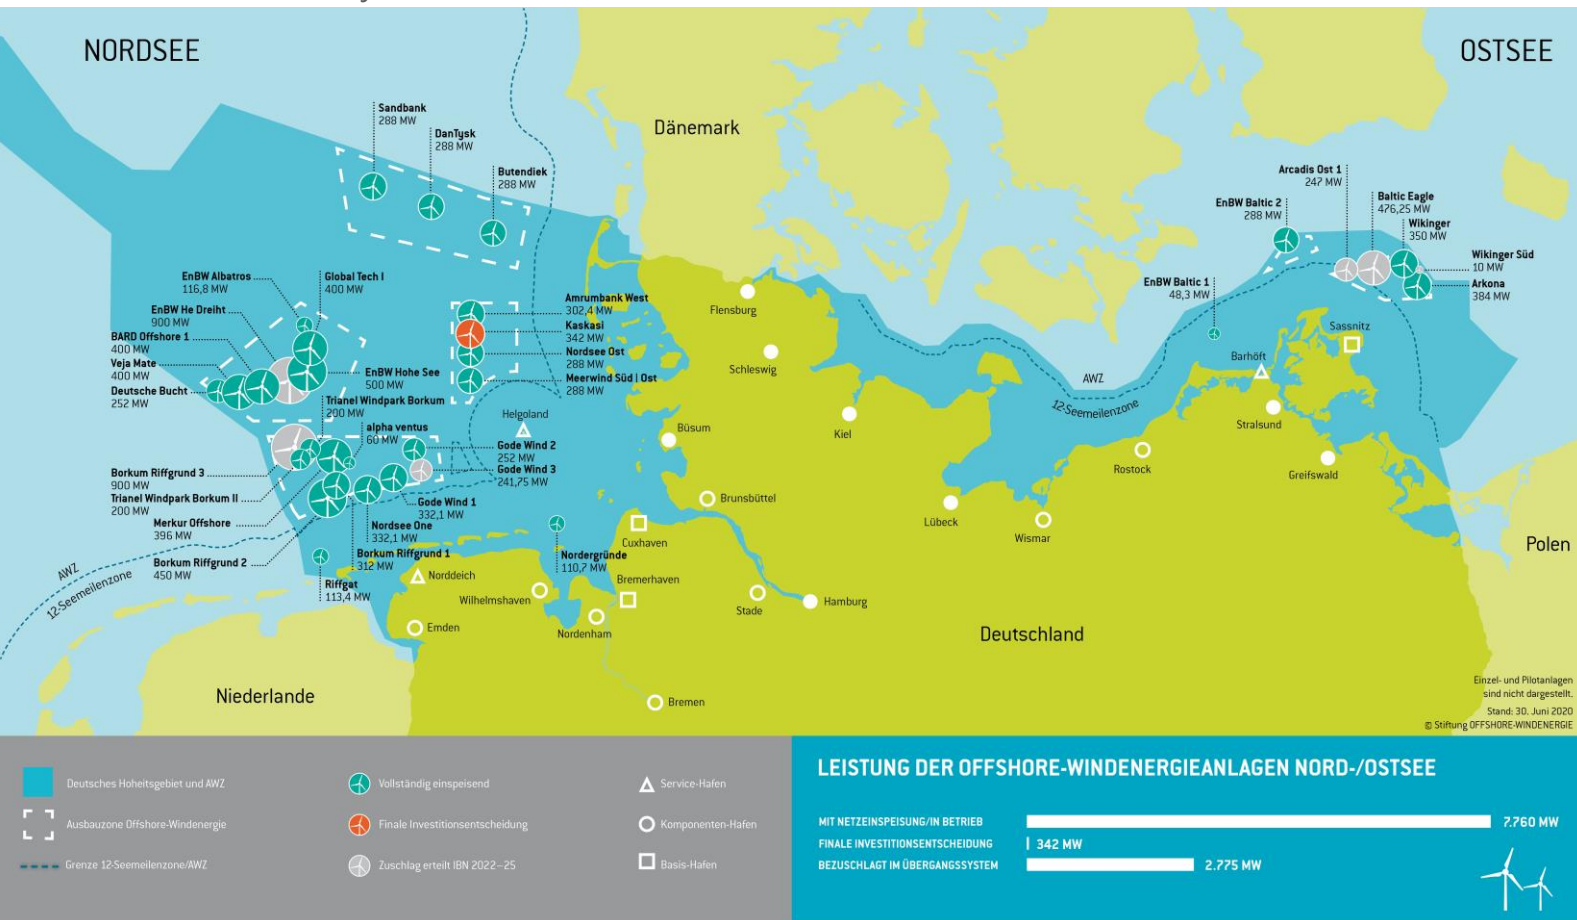 NORDSEE
OSTSEE
Sandbank
288 MW
DanTysk
288 MW
Butendiek
288 MW
Dänemark
Arcadis Ost 1
247 MW
EnBW Baltic 2
288 MW
Baltic Eagle
476,25 MW
Wikinger
350 MW
Wikinger Süd
10 MW
Arkona
384 MW
EnBW Baltic 1
48,3 MW
EnBW Albatros
116,8 MW
Global Tech I
400 MW
EnBW He Dreiht
900 MW
BARD Offshore 1
400 MW
Veja Mate
400 MW
Deutsche Bucht
252 MW
EnBW Hohe See
500 MW
Trianel Windpark Borkum
200 MW
alpha ventus
60 MW
Amrumbank West
302,4 MW
Kaskasi
342 MW
Nordsee Ost
288 MW
Meerwind Süd | Ost
288 MW
Helgoland
Gode Wind 2
252 MW
Gode Wind 3
241,75 MW
Gode Wind 1
332,1 MW
Borkum Riffgrund 3
900 MW
Trianel Windpark Borkum II
200 MW
Merkur Offshore
396 MW
Borkum Riffgrund 2
450 MW
Nordsee One
332,1 MW
Borkum Riffgrund 1
312 MW
Riffgat
113,4 MW
Nordergründe
110,7 MW
AWZ
12-Seemeilenzone
AWZ
12-Seemeilenzone
Flensburg
Schleswig
Kiel
Büsum
Brunsbüttel
Cuxhaven
Bremerhaven
Norddeich
Wilhelmshaven
Emden
Nordenham
Stade
Hamburg
Bremen
Lübeck
Wismar
Rostock
Barhöft
Sassnitz
Stralsund
Greifswald
Niederlande
Deutschland
Polen
Einzel- und Pilotanlagen
sind nicht dargestellt.
Stand: 30. Juni 2020
© Stiftung OFFSHORE-WINDENERGIE
Deutsches Hoheitsgebiet und AWZ
Ausbauzone Offshore-Windenergie
Grenze 12-Seemeilenzone/AWZ
Vollständig einspeisend
Finale Investitionsentscheidung
Zuschlag erteilt IBN 2022–25
Service-Hafen
Komponenten-Hafen
Basis-Hafen
LEISTUNG DER OFFSHORE-WINDENERGIEANLAGEN NORD-/OSTSEE
MIT NETZEINSPEISUNG/IN BETRIEB
7.760 MW
FINALE INVESTITIONSENTSCHEIDUNG
342 MW
BEZUSCHLAGT IM ÜBERGANGSSYSTEM
2.775 MW